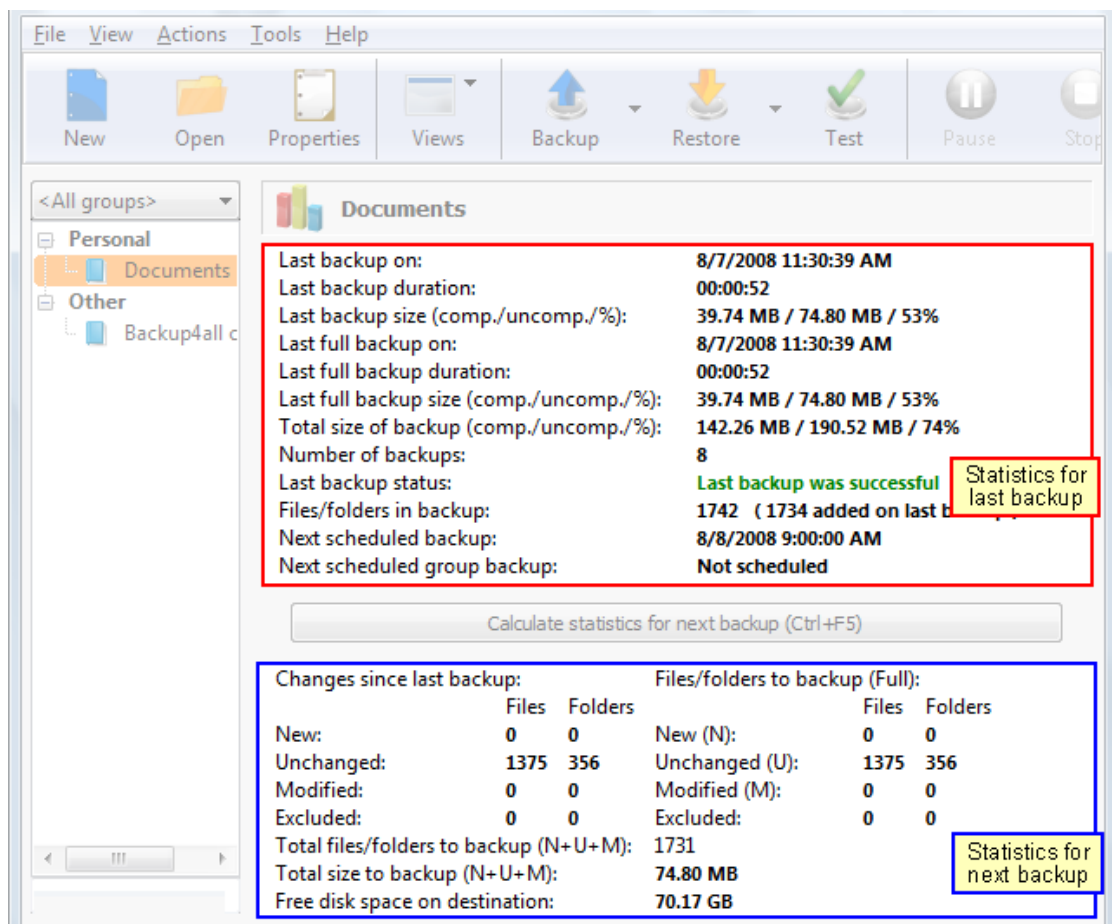 File View Actions Tools Help
New Open Properties Views Backup Restore Test Pause Stop
<All groups>
Personal
Documents
Other
Backup4all c
Documents
Last backup on: 8/7/2008 11:30:39 AM
Last backup duration: 00:00:52
Last backup size (comp./uncomp./%): 39.74 MB / 74.80 MB / 53%
Last full backup on: 8/7/2008 11:30:39 AM
Last full backup duration: 00:00:52
Last full backup size (comp./uncomp./%): 39.74 MB / 74.80 MB / 53%
Total size of backup (comp./uncomp./%): 142.26 MB / 190.52 MB / 74%
Number of backups: 8
Last backup status: Last backup was successful
Files/folders in backup: 1742 ( 1734 added on last
Next scheduled backup: 8/8/2008 9:00:00 AM
Next scheduled group backup: Not scheduled
Statistics for
last backup
Calculate statistics for next backup (Ctrl+F5)
Changes since last backup: Files/folders to backup (Full):
Files Folders Files Folders
New: 0 0 New (N): 0 0
Unchanged: 1375 356 Unchanged (U): 1375 356
Modified: 0 0 Modified (M): 0 0
Excluded: 0 0 Excluded: 0 0
Total files/folders to backup (N+U+M): 1731
Total size to backup (N+U+M): 74.80 MB
Free disk space on destination: 70.17 GB
Statistics for
next backup